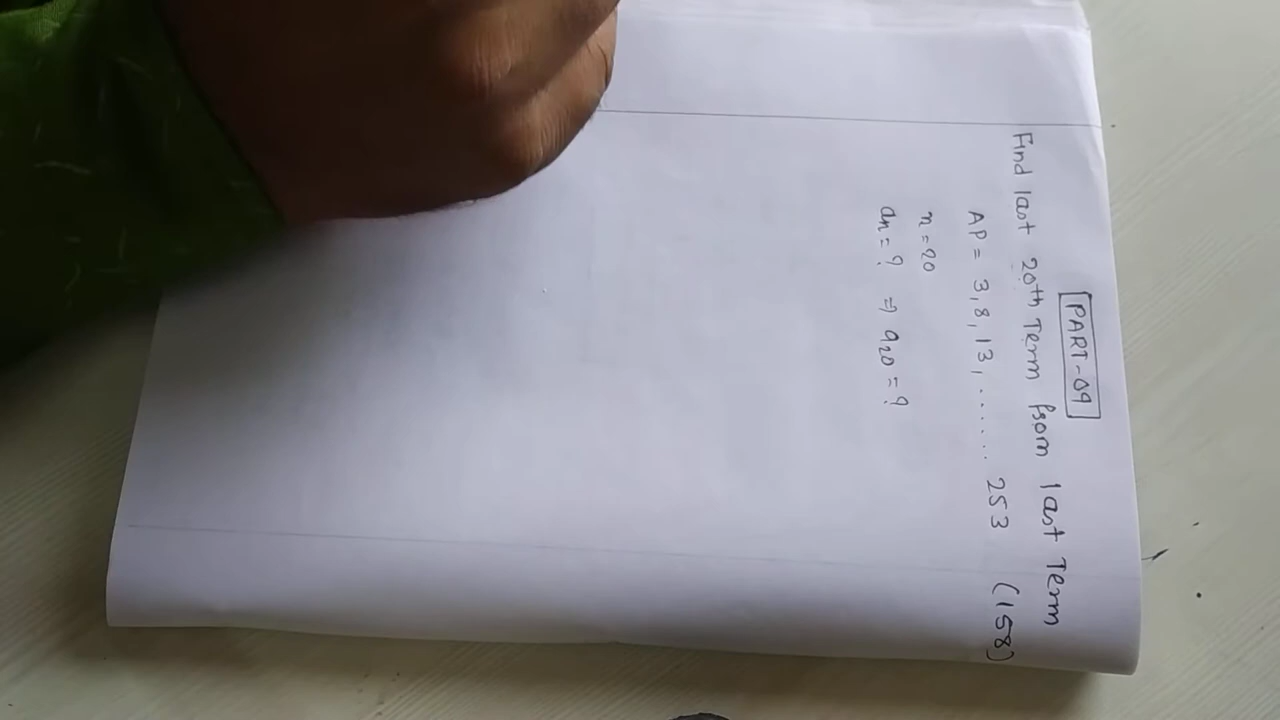 PART-09
Find last 20th Term from last Term
AP = 3, 8, 13, ....... 253 (158)
n = 20
an = ? ⇒ a20 = ?